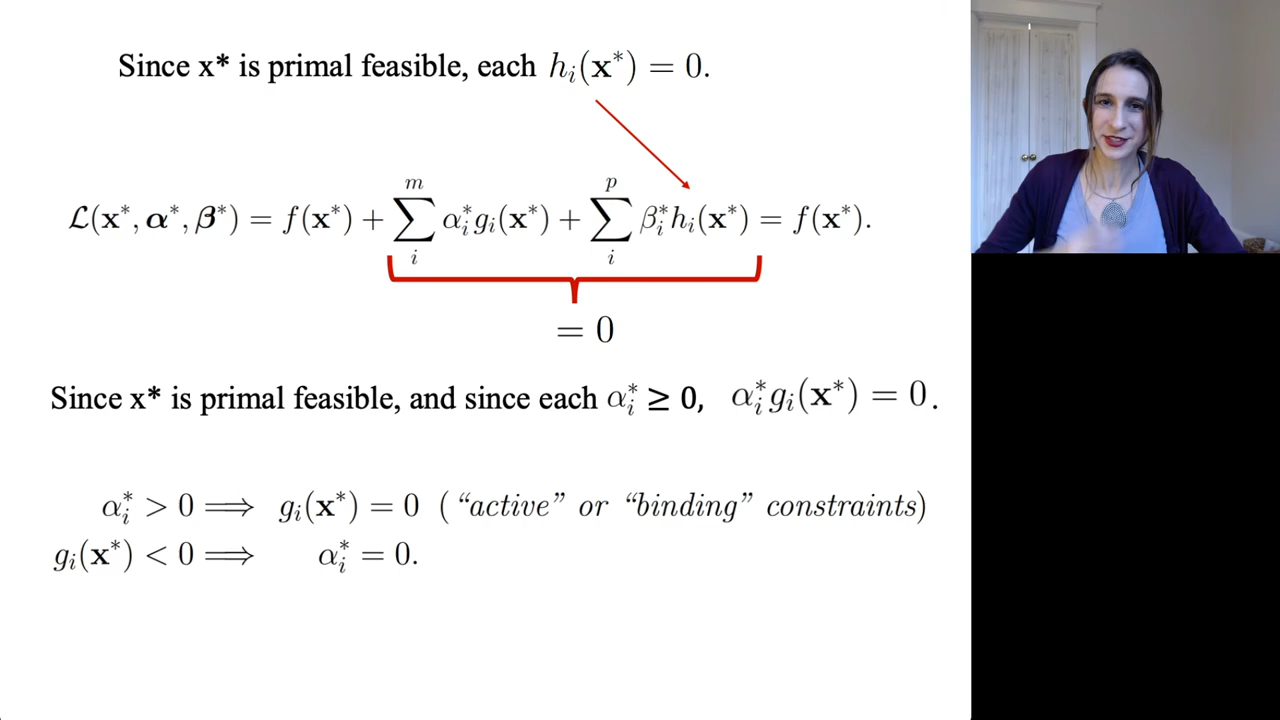 Since x* is primal feasible, each $h_i(\mathbf{x}^*) = 0.$
$\mathcal{L}(\mathbf{x}^*, \boldsymbol{\alpha}^*, \boldsymbol{\beta}^*) = f(\mathbf{x}^*) + \sum_i^m \alpha_i^* g_i(\mathbf{x}^*) + \sum_i^p \beta_i^* h_i(\mathbf{x}^*) = f(\mathbf{x}^*).$
$= 0$
Since x* is primal feasible, and since each $\alpha_i^* \geq 0$, $\alpha_i^* g_i(\mathbf{x}^*) = 0$.
$\alpha_i^* > 0 \Longrightarrow g_i(\mathbf{x}^*) = 0$ ( “active” or “binding” constraints)
$g_i(\mathbf{x}^*) < 0 \Longrightarrow \alpha_i^* = 0.$